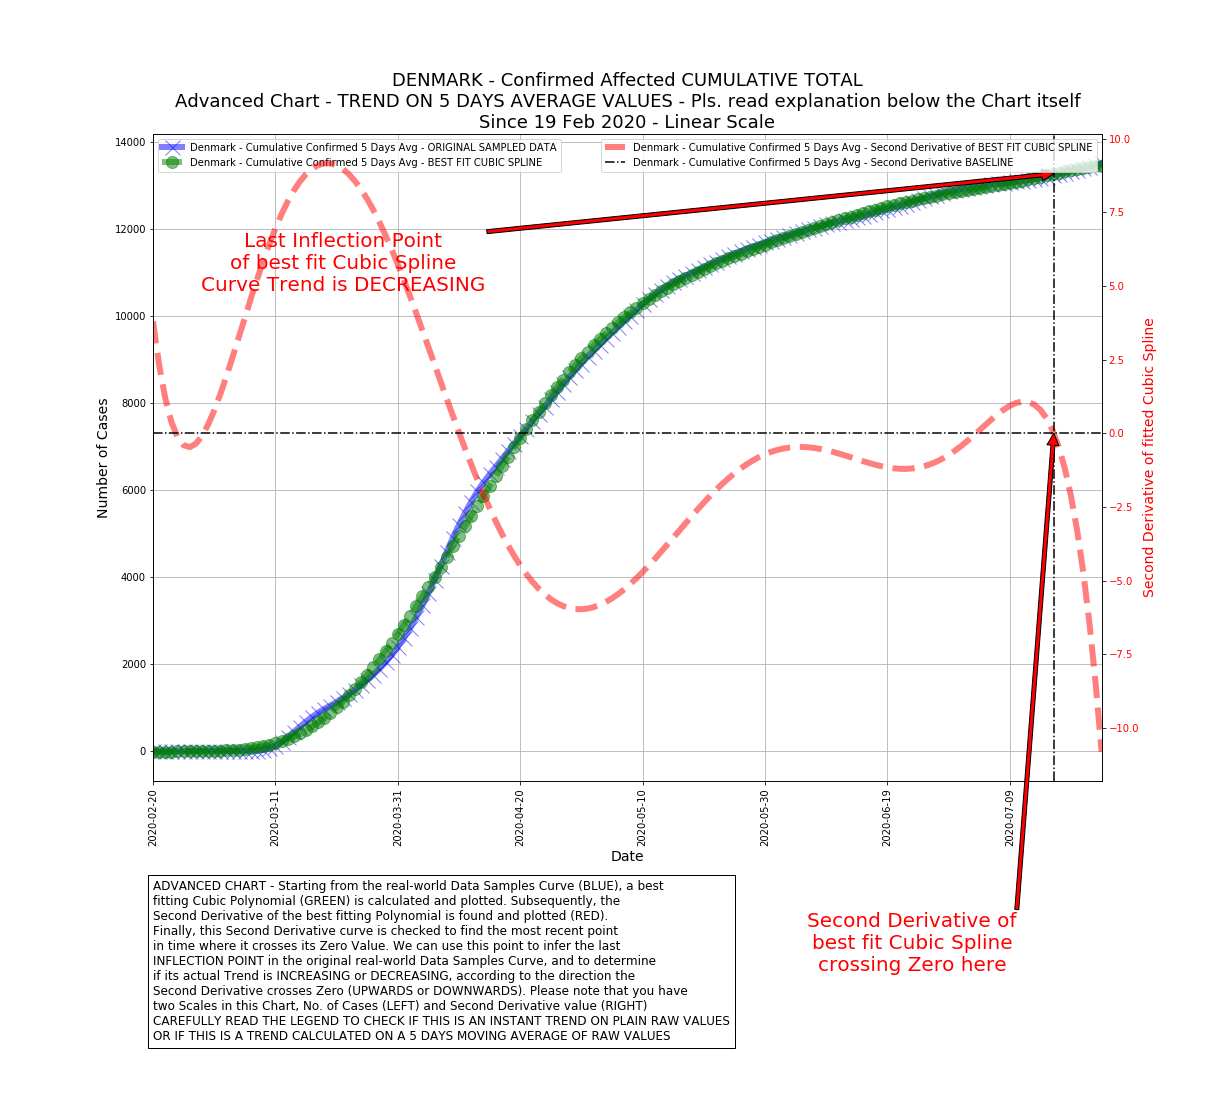 DENMARK - Confirmed Affected CUMULATIVE TOTAL
Advanced Chart - TREND ON 5 DAYS AVERAGE VALUES - Pls. read explanation below the Chart itself
Since 19 Feb 2020 - Linear Scale
Denmark - Cumulative Confirmed 5 Days Avg - ORIGINAL SAMPLED DATA
Denmark - Cumulative Confirmed 5 Days Avg - BEST FIT CUBIC SPLINE
Denmark - Cumulative Confirmed 5 Days Avg - Second Derivative of BEST FIT CUBIC SPLINE
Denmark - Cumulative Confirmed 5 Days Avg - Second Derivative BASELINE
Last Inflection Point
of best fit Cubic Spline
Curve Trend is DECREASING
Number of Cases
14000
12000
10000
8000
6000
4000
2000
0
10.0
7.5
5.0
2.5
0.0
−2.5
−5.0
−7.5
−10.0
Second Derivative of fitted Cubic Spline
2020-02-20
2020-03-11
2020-03-31
2020-04-20
2020-05-10
2020-05-30
2020-06-19
2020-07-09
Date
ADVANCED CHART - Starting from the real-world Data Samples Curve (BLUE), a best
fitting Cubic Polynomial (GREEN) is calculated and plotted. Subsequently, the
Second Derivative of the best fitting Polynomial is found and plotted (RED).
Finally, this Second Derivative curve is checked to find the most recent point
in time where it crosses its Zero Value. We can use this point to infer the last
INFLECTION POINT in the original real-world Data Samples Curve, and to determine
if its actual Trend is INCREASING or DECREASING, according to the direction the
Second Derivative crosses Zero (UPWARDS or DOWNWARDS). Please note that you have
two Scales in this Chart, No. of Cases (LEFT) and Second Derivative value (RIGHT)
CAREFULLY READ THE LEGEND TO CHECK IF THIS IS AN INSTANT TREND ON PLAIN RAW VALUES
OR IF THIS IS A TREND CALCULATED ON A 5 DAYS MOVING AVERAGE OF RAW VALUES
Second Derivative of
best fit Cubic Spline
crossing Zero here